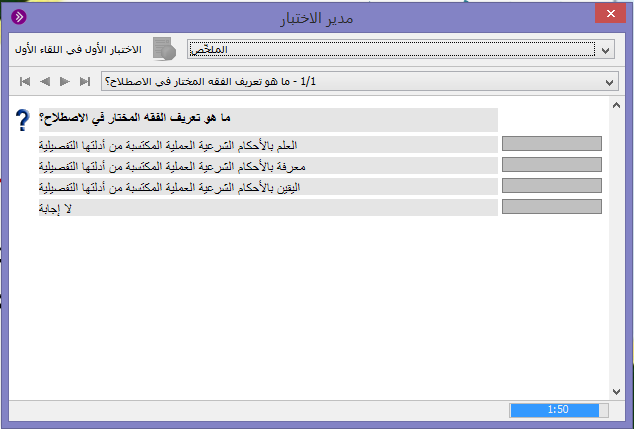 مدير الاختبار
الاختبار الأول في اللقاء الأول
الملخّص
1/1 - ما هو تعريف الفقه المختار في الاصطلاح؟
ما هو تعريف الفقه المختار في الاصطلاح؟
العلم بالأحكام الشرعية العملية المكتسبة من أدلتها التفصيلية
معرفة بالأحكام الشرعية العملية المكتسبة من أدلتها التفصيلية
اليقين بالأحكام الشرعية العملية المكتسبة من أدلتها التفصيلية
لا إجابة
1:50